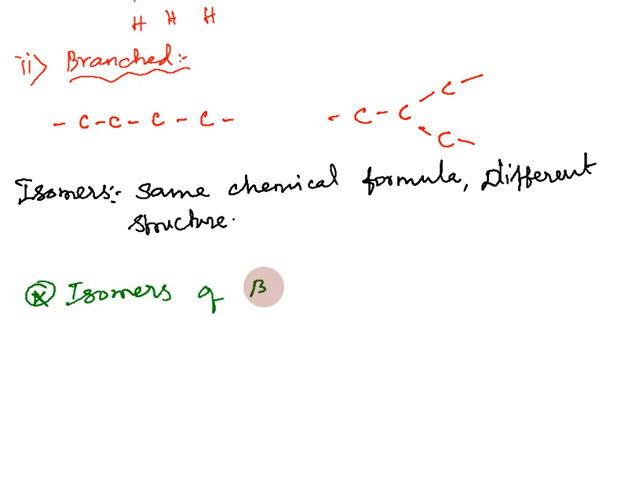 H H H
ii) Branched:-
- C - C - C - C -
- C - C - C -
- C -
Isomers:- Same chemical formula, Different
structure.
Isomers of B